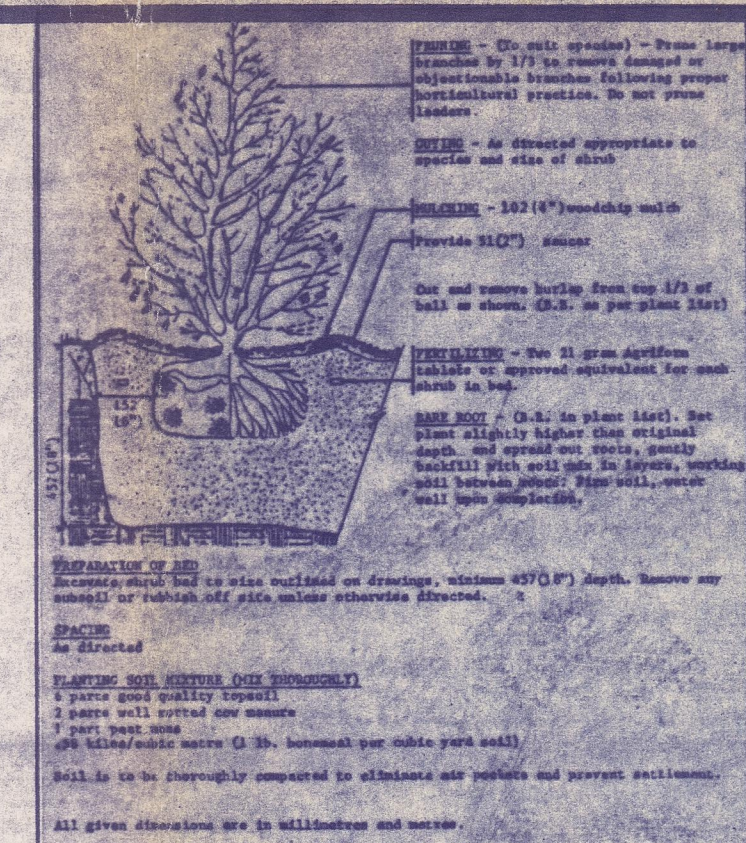 PRUNING - (To suit species) - Prune large
branches by 1/3 to remove damaged or
objectionable branches following proper
horticultural practice. Do not prune
leaders.
GUYING - As directed appropriate to
species and size of shrub
MULCHING - 102(4") woodchip mulch
Provide 51(2") saucer
Cut and remove burlap from top 1/3 of
ball as shown. (B.B. as per plant list)
FERTILIZING - Two 21 gram Agriform
tablets or approved equivalent for each
shrub in bed.
BARE ROOT - (B.R. in plant list). Set
plant slightly higher than original
depth and spread out roots, gently
backfill with soil mix in layers, working
soil between roots. Firm soil, water
well upon completion.
152
(6")
457(18")
PREPARATION OF BED
Excavate shrub bed to size outlined on drawings, minimum 457(18") depth. Remove any
subsoil or rubbish off site unless otherwise directed.
SPACING
As directed
PLANTING SOIL MIXTURE (MIX THOROUGHLY)
6 parts good quality topsoil
2 parts well rotted cow manure
1 part peat moss
kilos/cubic metre (1 lb. bonemeal per cubic yard soil)
Soil is to be thoroughly compacted to eliminate air pockets and prevent settlement.
All given dimensions are in millimetres and metres.